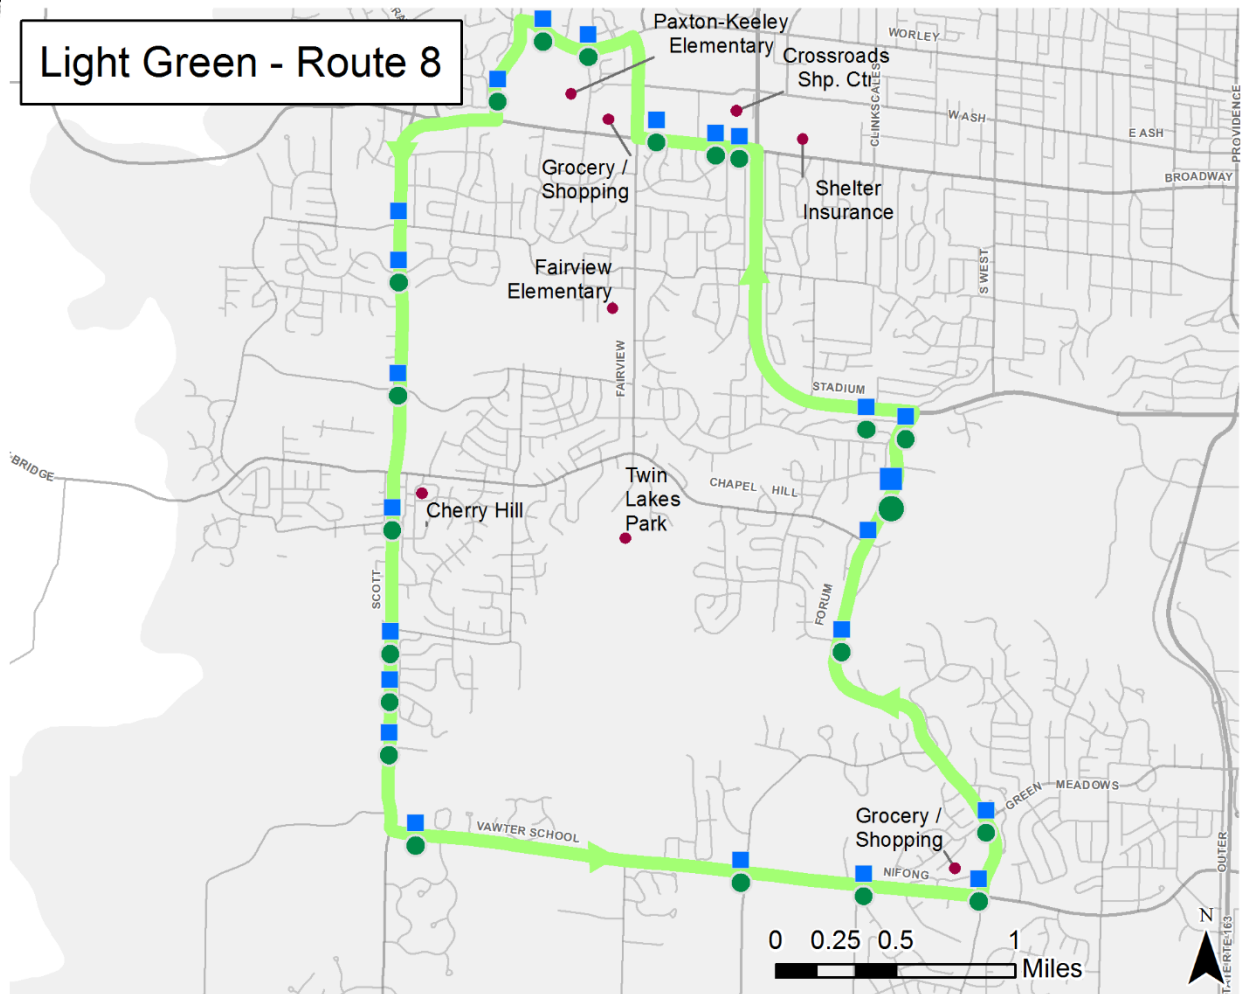 Light Green - Route 8
Paxton-Keeley
Elementary
WORLEY
Crossroads
Shp. Ctr
CLINKSCALES
W ASH
E ASH
PROVIDENCE
BROADWAY
Grocery /
Shopping
Shelter
Insurance
S WEST
Fairview
Elementary
FAIRVIEW
STADIUM
-BRIDGE
Twin
Lakes
Park
CHAPEL HILL
Cherry Hill
SCOTT
FORUM
GREEN MEADOWS
Grocery /
Shopping
VAWTER SCHOOL
NIFONG
OUTER
N
0 0.25 0.5 1
Miles